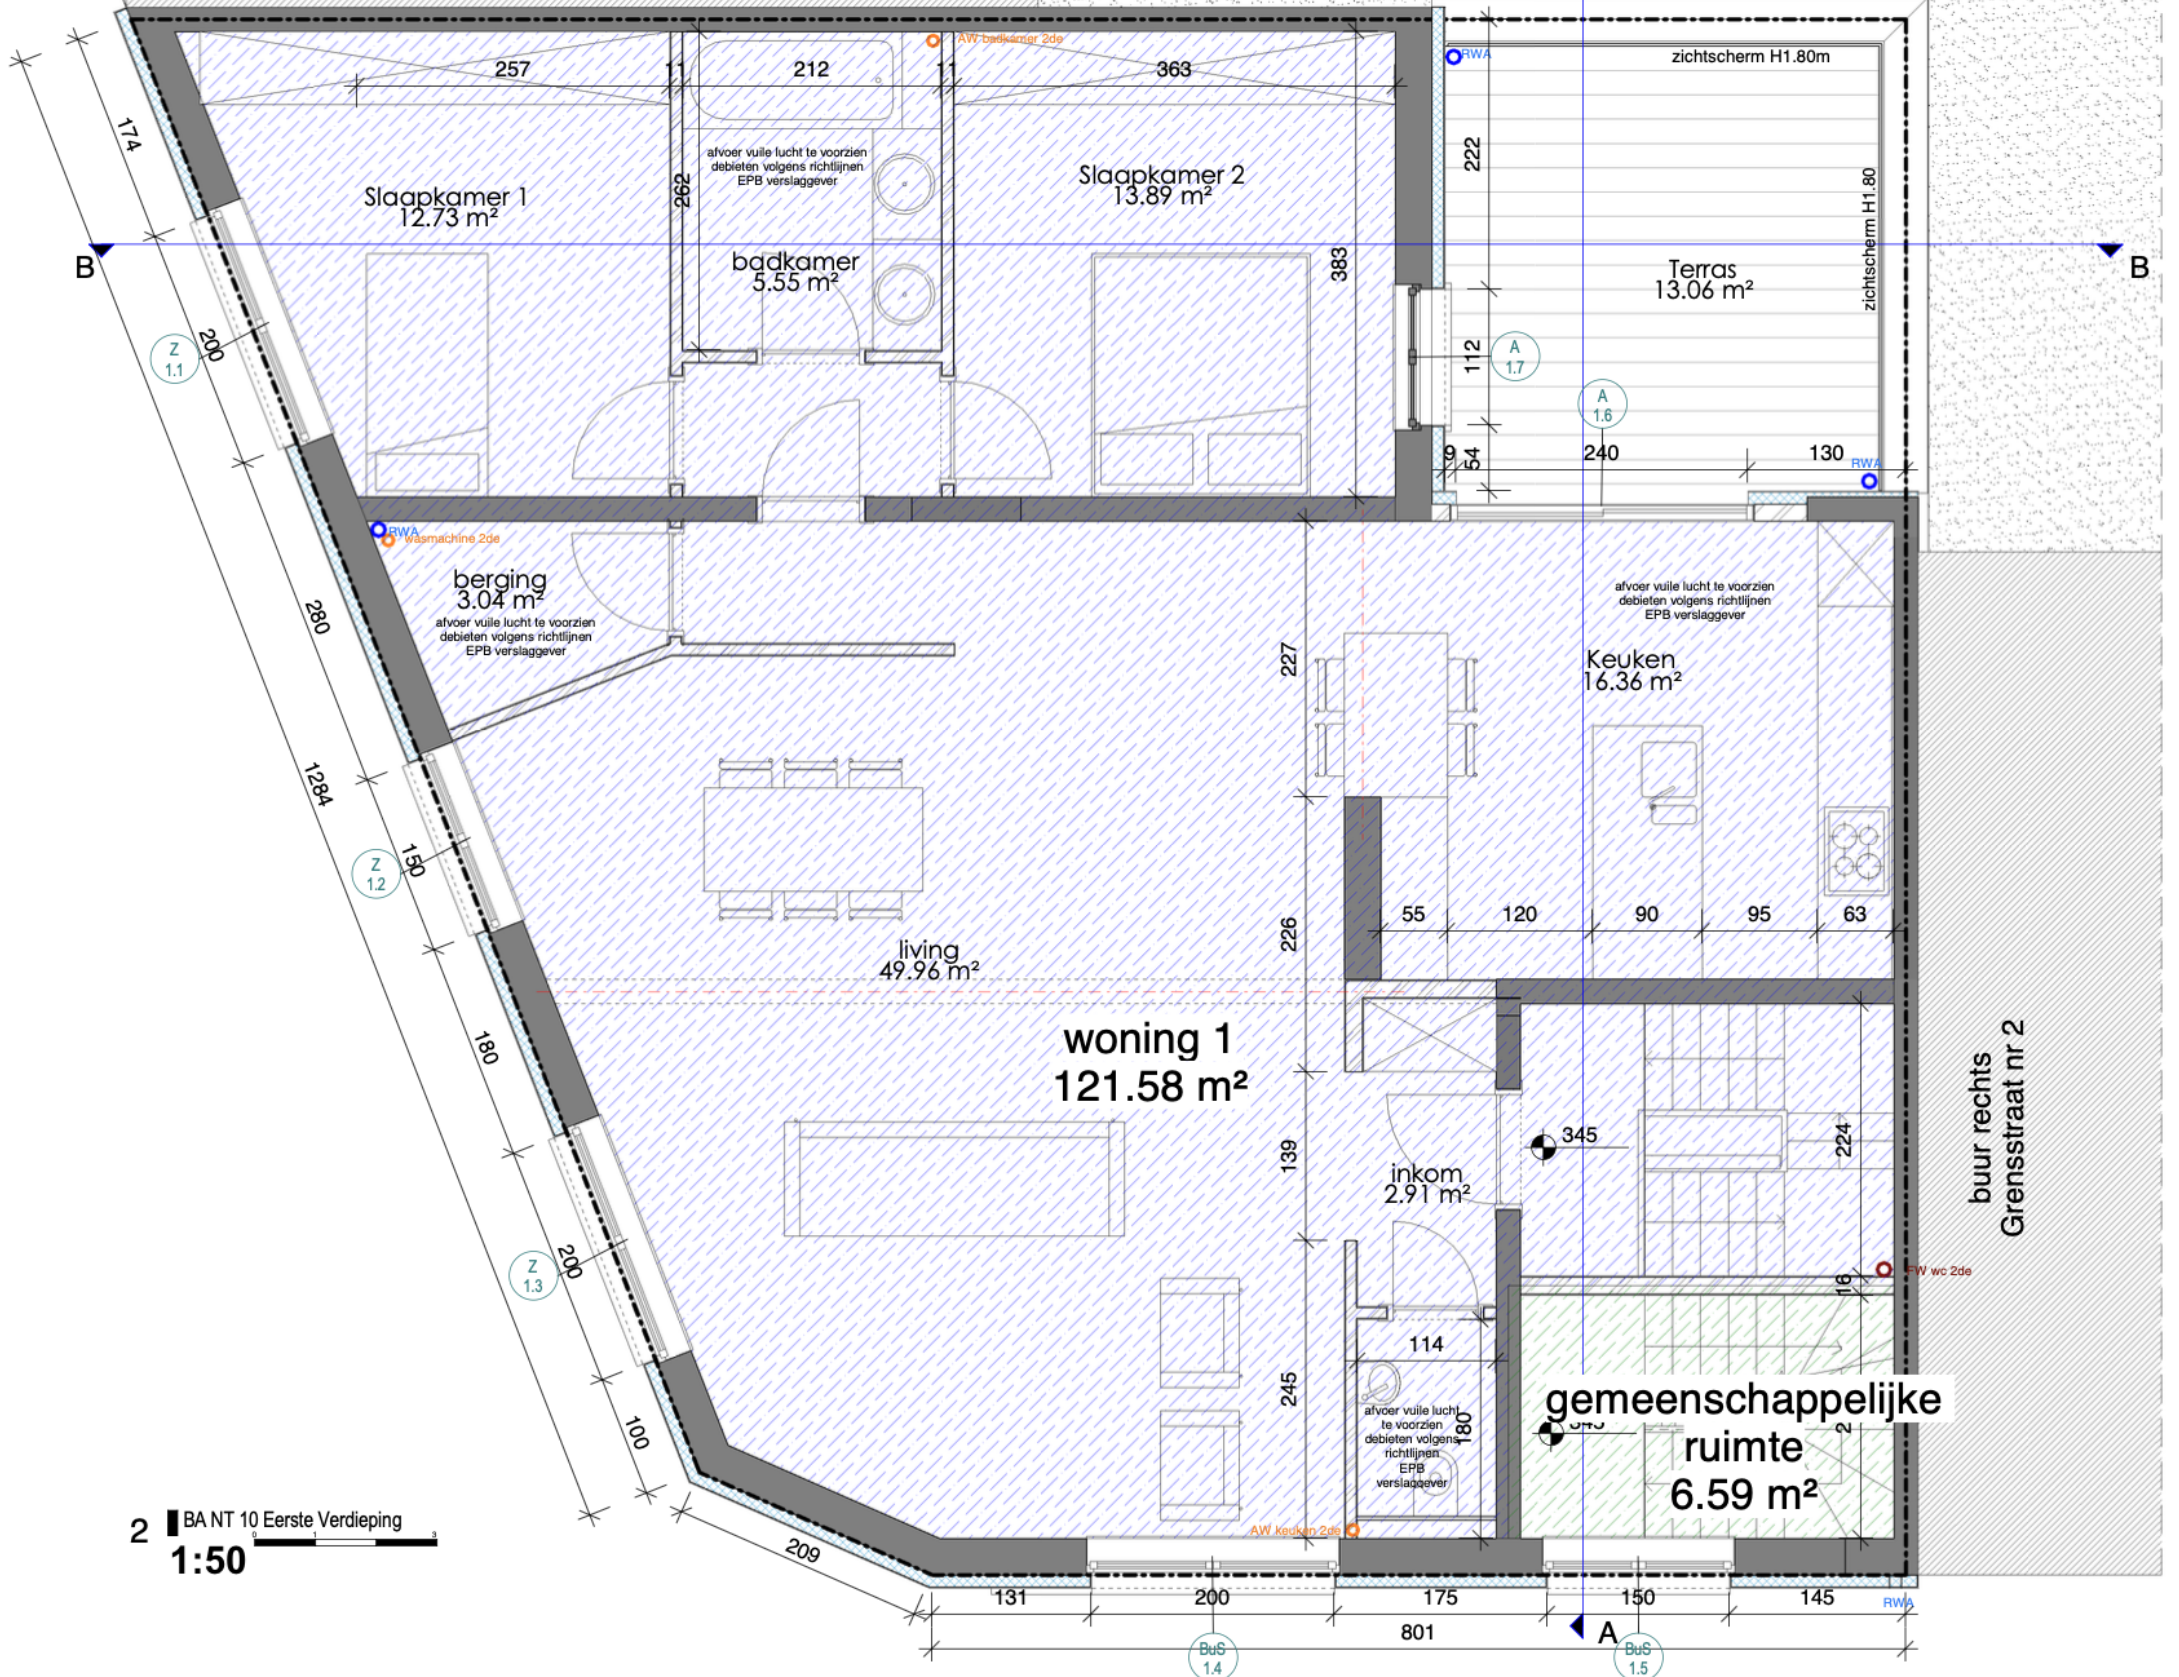 AW badkamer 2de
RWA
zichtscherm H1.80m
257
11
212
11
363
174
222
afvoer vuile lucht te voorzien
debieten volgens richtlijnen
EPB verslaggever
262
Slaapkamer 1
12.73 m²
Slaapkamer 2
13.89 m²
zichtscherm H1.80
B
B
badkamer
5.55 m²
383
Terras
13.06 m²
Z
1.1
200
112
A
1.7
A
1.6
9
54
240
130
RWA
RWA
wasmachine 2de
berging
3.04 m²
afvoer vuile lucht te voorzien
debieten volgens richtlijnen
EPB verslaggever
280
afvoer vuile lucht te voorzien
debieten volgens richtlijnen
EPB verslaggever
227
Keuken
16.36 m²
1284
Z
1.2
150
55
120
90
95
63
226
living
49.96 m²
180
woning 1
121.58 m²
345
224
139
inkom
2.91 m²
buur rechts
Grensstraat nr 2
Z
1.3
200
FW wc 2de
16
114
245
180
afvoer vuile lucht
te voorzien
debieten volgens
richtlijnen
EPB
verslaggever
gemeenschappelijke
ruimte
6.59 m²
2
100
AW keuken 2de
2
BA NT 10 Eerste Verdieping
0 1 3
1:50
209
131
200
175
150
145
RWA
801
A
BuS
1.4
BuS
1.5